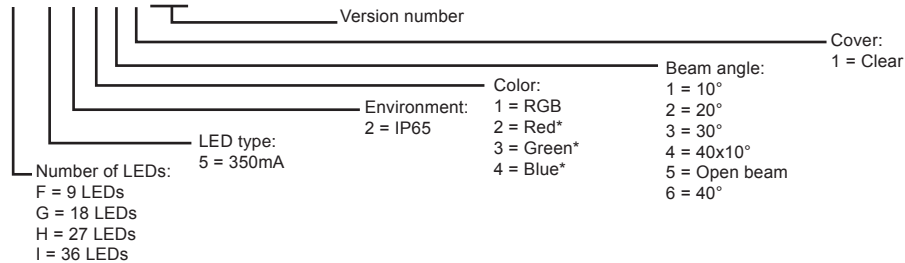 Version number
Cover:
1 = Clear
Beam angle:
1 = 10°
2 = 20°
3 = 30°
4 = 40x10°
5 = Open beam
6 = 40°
Color:
1 = RGB
2 = Red*
3 = Green*
4 = Blue*
Environment:
2 = IP65
LED type:
5 = 350mA
Number of LEDs:
F = 9 LEDs
G = 18 LEDs
H = 27 LEDs
I = 36 LEDs